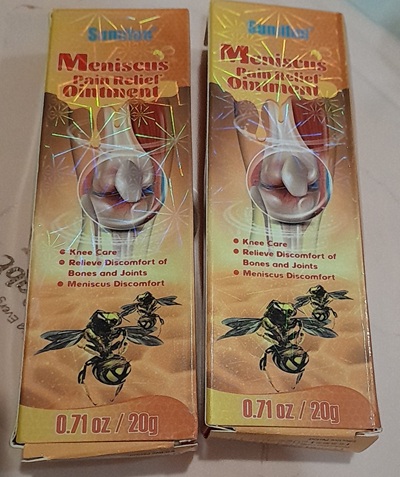 Meniscus
Pain Relief
Ointment
Knee Care
Relieve Discomfort of
Bones and Joints
Meniscus Discomfort
0.71 oz / 20g
Meniscus
Pain Relief
Ointment
Knee Care
Relieve Discomfort of
Bones and Joints
Meniscus Discomfort
0.71 oz / 20g